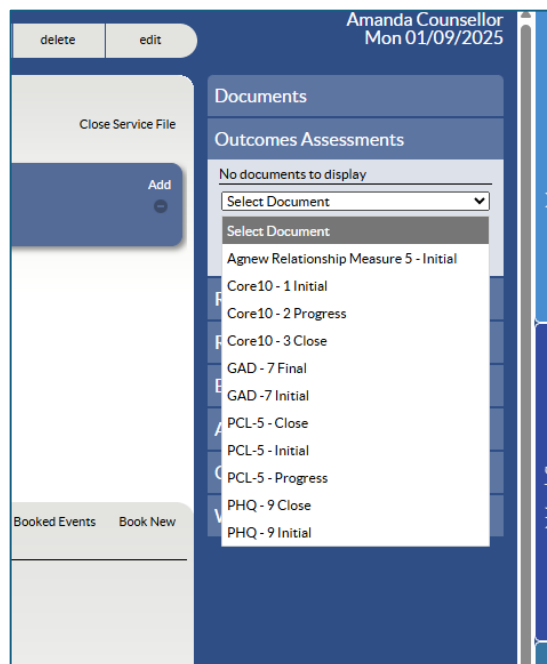 Amanda Counsellor
Mon 01/09/2025
delete
edit
Close Service File
Add
Documents
Outcomes Assessments
No documents to display
Select Document
Select Document
Agnew Relationship Measure 5 - Initial
Core10 - 1 Initial
Core10 - 2 Progress
Core10 - 3 Close
GAD - 7 Final
GAD -7 Initial
PCL-5 - Close
PCL-5 - Initial
PCL-5 - Progress
PHQ - 9 Close
PHQ - 9 Initial
Booked Events
Book New